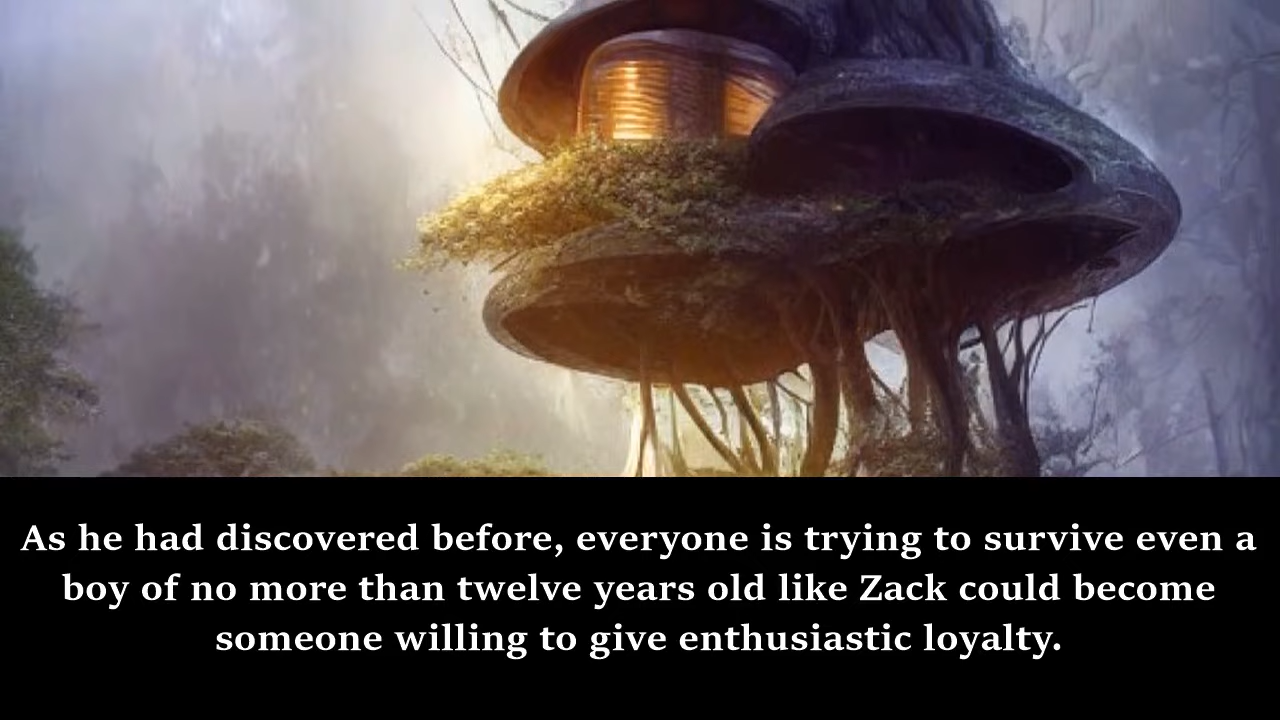 As he had discovered before, everyone is trying to survive even a
boy of no more than twelve years old like Zack could become
someone willing to give enthusiastic loyalty.